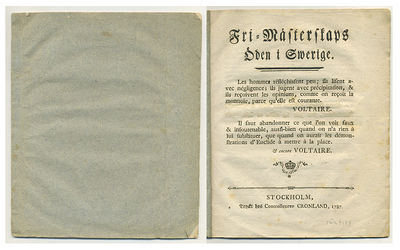 Fri-Mästerskaps
Öden i Swerige.
Les hommes réfléchissent peu; ils lisent a-
vec négligence; ils jugent avec précipitation, &
ils reçoivent les opinions, comme on reçoit la
monnoie, parce qu'elle est courante.
VOLTAIRE.
Il faut abandonner ce que l'on voit faux
& insoutenable, aussi-bien quand on n'a rien à
lui substituer, que quand on auroit les démon-
strations d'Euclide à mettre à la place.
& encore VOLTAIRE.
STOCKHOLM,
Tryckt hos Commisseuren CRONLAND,